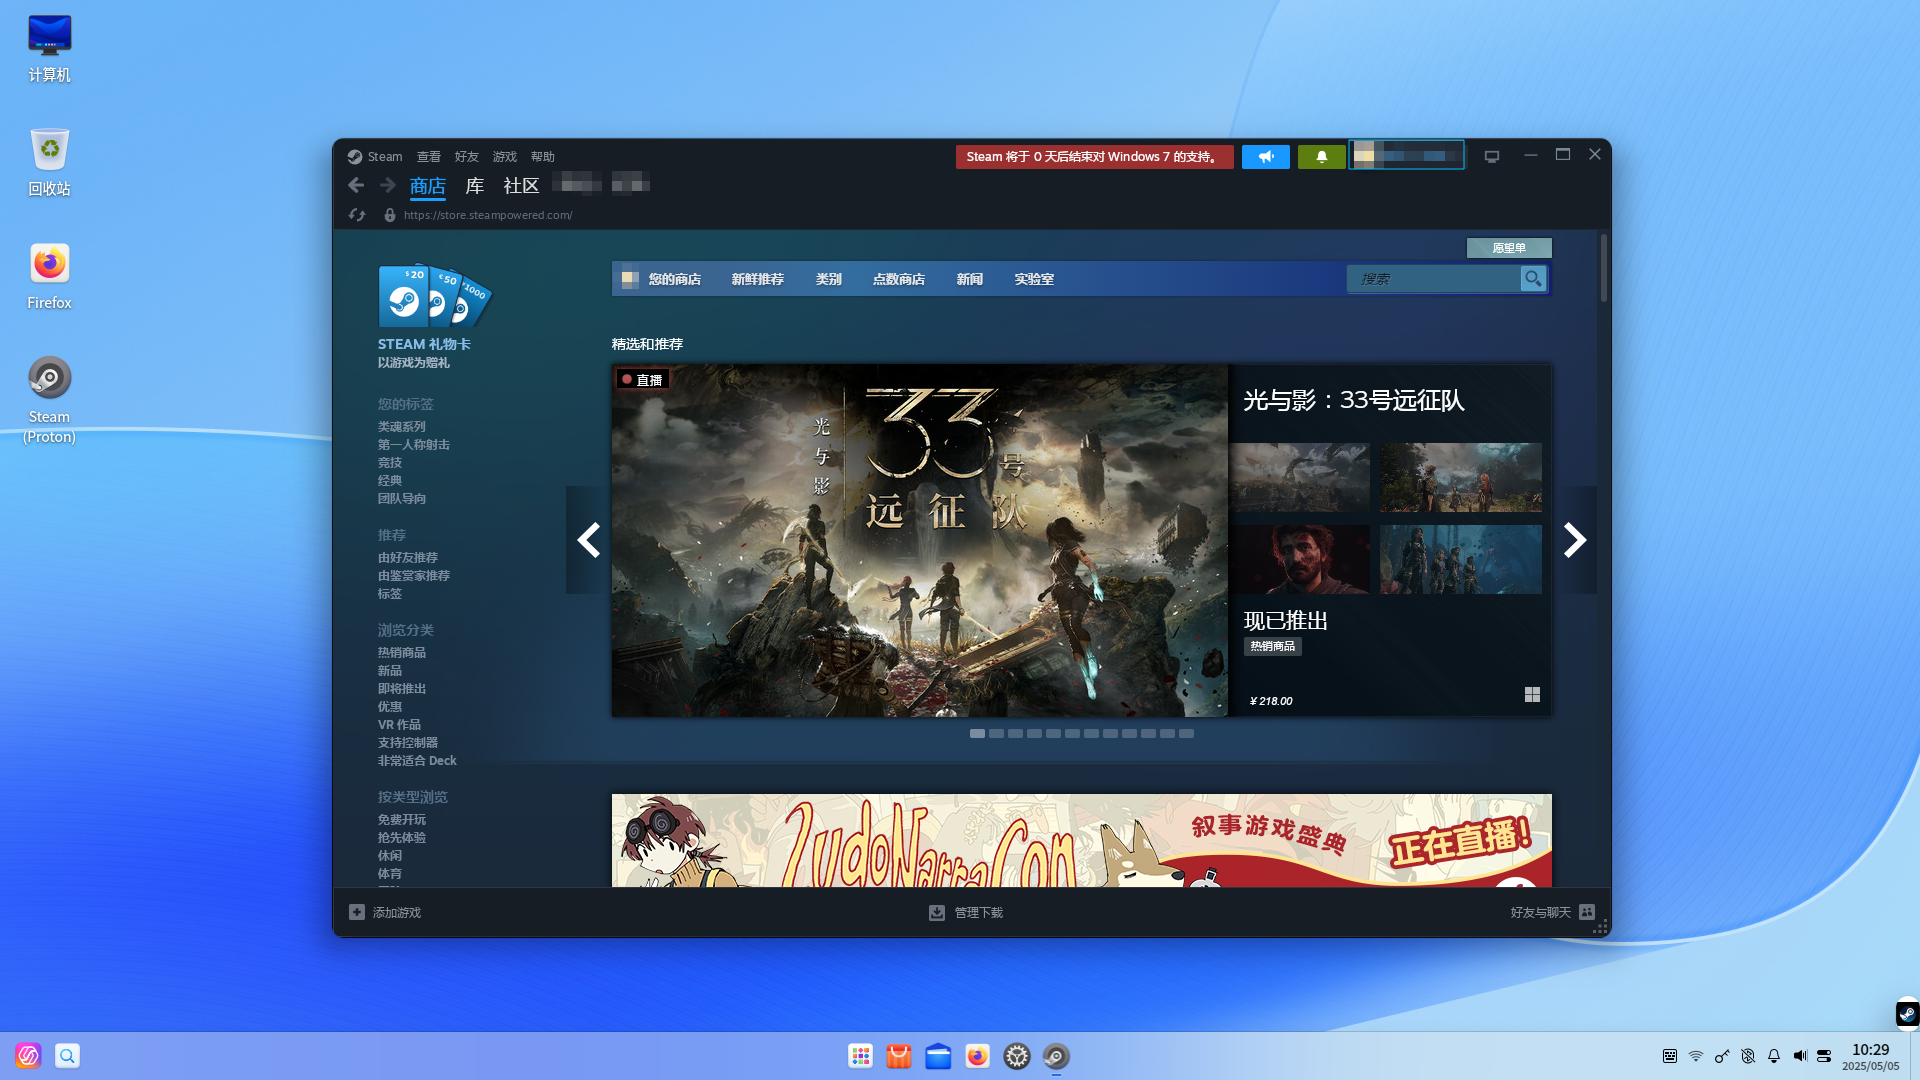 计算机
回收站
Firefox
Steam
(Proton)
Steam 查看 好友 游戏 帮助
Steam 将于 0 天后结束对 Windows 7 的支持。
商店 库 社区
https://store.steampowered.com/
愿望单
$20 €50 ¥1000
您的商店 新鲜推荐 类别 点数商店 新闻 实验室
搜索
STEAM 礼物卡
以游戏为赠礼
您的标签
类魂系列
第一人称射击
竞技
经典
团队导向
推荐
由好友推荐
由鉴赏家推荐
标签
浏览分类
热销商品
新品
即将推出
优惠
VR 作品
支持控制器
非常适合 Deck
按类型浏览
免费开玩
抢先体验
休闲
体育
精选和推荐
直播
光与影
33号
远征队
光与影：33号远征队
现已推出
热销商品
¥ 218.00
LudoNarraCon
叙事游戏盛典
正在直播！
添加游戏
管理下载
好友与聊天
10:29
2025/05/05